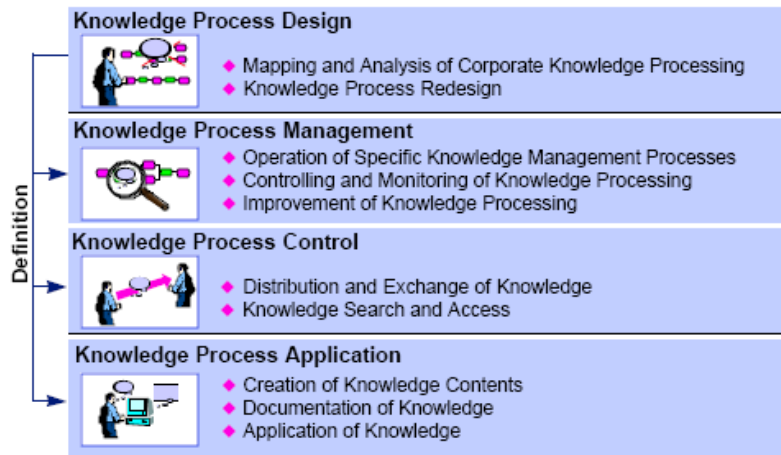 Knowledge Process Design
◆ Mapping and Analysis of Corporate Knowledge Processing
◆ Knowledge Process Redesign
Knowledge Process Management
◆ Operation of Specific Knowledge Management Processes
◆ Controlling and Monitoring of Knowledge Processing
◆ Improvement of Knowledge Processing
Definition
Knowledge Process Control
◆ Distribution and Exchange of Knowledge
◆ Knowledge Search and Access
Knowledge Process Application
◆ Creation of Knowledge Contents
◆ Documentation of Knowledge
◆ Application of Knowledge